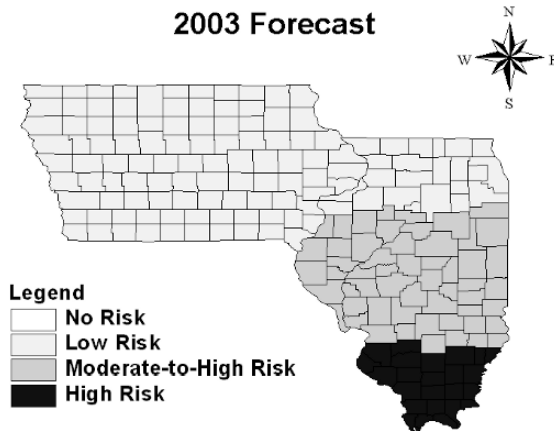 2003 Forecast
N
W E
S
Legend
No Risk
Low Risk
Moderate-to-High Risk
High Risk